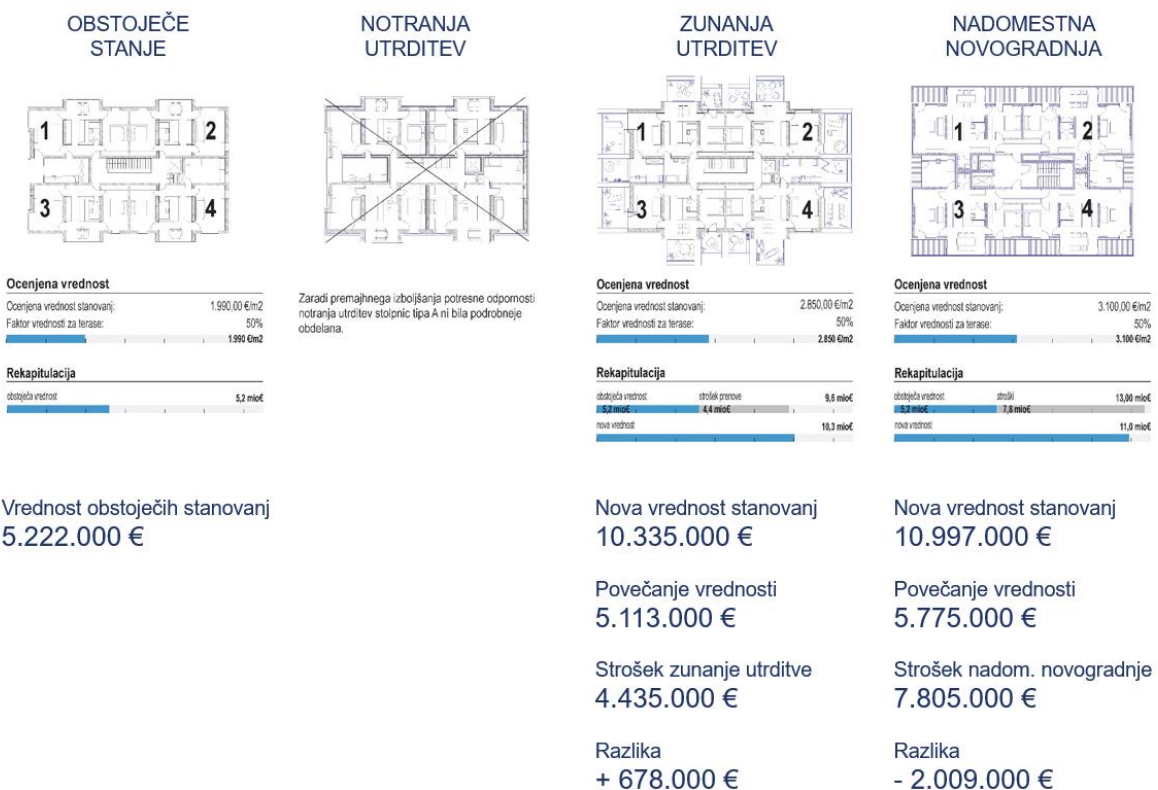 OBSTOJEČE
STANJE
1
2
3
4
Ocenjena vrednost
Ocenjena vrednost stanovanj:
1.990,00 €/m2
Faktor vrednosti za terase:
50%
1.990 €/m2
Rekapitulacija
obstoječa vrednost
5,2 mio€
Vrednost obstoječih stanovanj
5.222.000 €
NOTRANJA
UTRDITEV
Zaradi premajhnega izboljšanja potresne odpornosti
notranja utrditev stolpnic tipa A ni bila podrobneje
obdelana.
ZUNANJA
UTRDITEV
1
2
3
4
Ocenjena vrednost
Ocenjena vrednost stanovanj:
2.850,00 €/m2
Faktor vrednosti za terase:
50%
2.850 €/m2
Rekapitulacija
obstoječa vrednost
strošek prenove
9,6 mio€
5,2 mio€
4,4 mio€
nova vrednost
10,3 mio€
Nova vrednost stanovanj
10.335.000 €
Povečanje vrednosti
5.113.000 €
Strošek zunanje utrditve
4.435.000 €
Razlika
+ 678.000 €
NADOMESTNA
NOVOGRADNJA
1
2
3
4
Ocenjena vrednost
Ocenjena vrednost stanovanj:
3.100,00 €/m2
Faktor vrednosti za terase:
50%
3.100 €/m2
Rekapitulacija
obstoječa vrednost
stroški
13,00 mio€
5,2 mio€
7,8 mio€
nova vrednost
11,0 mio€
Nova vrednost stanovanj
10.997.000 €
Povečanje vrednosti
5.775.000 €
Strošek nadom. novogradnje
7.805.000 €
Razlika
- 2.009.000 €